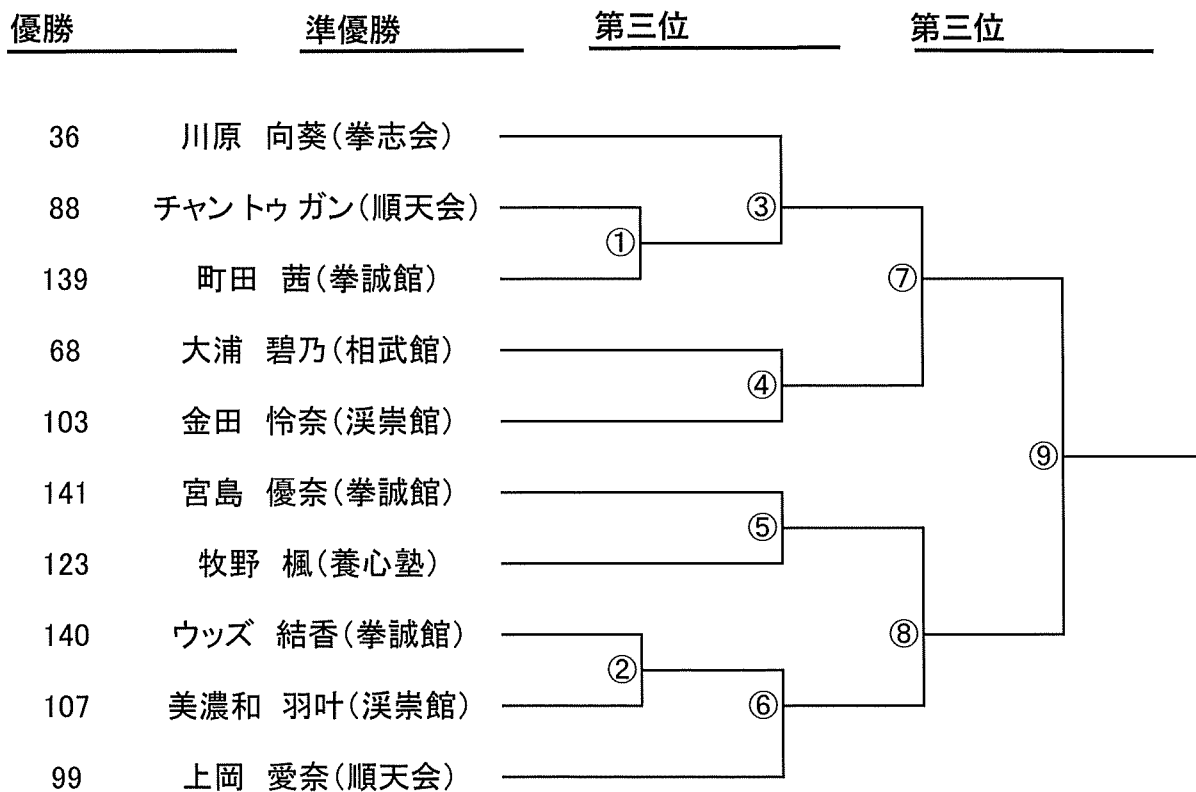 優勝 準優勝 第三位 第三位
36 川原 向葵(拳志会)
88 チャン トゥ ガン(順天会) ③
① 
139 町田 茜(拳誠館) ⑦
68 大浦 碧乃(相武館)
④
103 金田 怜奈(渓崇館)
⑨
141 宮島 優奈(拳誠館)
⑤
123 牧野 楓(養心塾)
140 ウッズ 結香(拳誠館) ⑧
②
107 美濃和 羽叶(渓崇館) ⑥
99 上岡 愛奈(順天会)